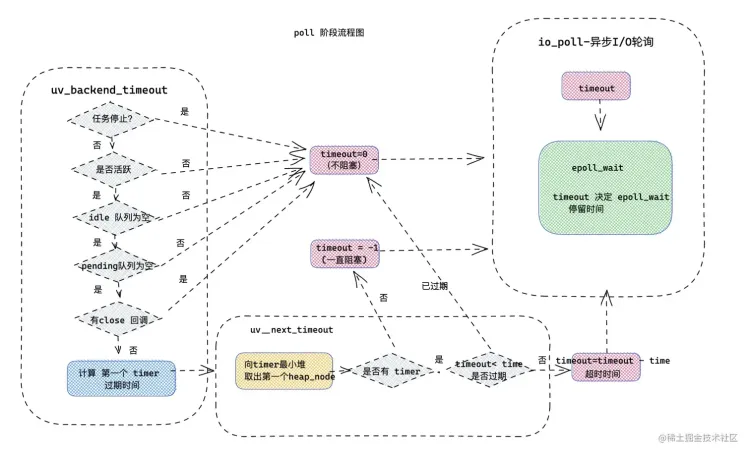 poll 阶段流程图
uv_backend_timeout
任务停止?
是
否
是否活跃
否
是
idle 队列为空
否
是
pending队列为空
否
是
有close 回调
是
否
计算 第一个 timer
过期时间
timeout=0
(不阻塞)
timeout = -1
(一直阻塞)
否
已过期
uv__next_timeout
向timer最小堆
取出第一个heap_node
是否有 timer
是
timeout< time
是否过期
否
timeout=timeout - time
超时时间
io_poll-异步I/O轮询
timeout
epoll_wait
timeout 决定 epoll_wait
停留时间
@稀土掘金技术社区